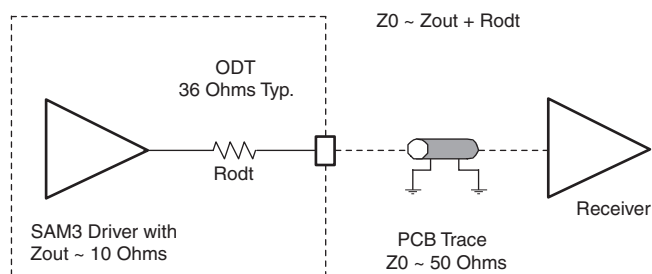 Z0 ~ Zout + Rodt
ODT
36 Ohms Typ.
Rodt
Receiver
SAM3 Driver with
Zout ~ 10 Ohms
PCB Trace
Z0 ~ 50 Ohms